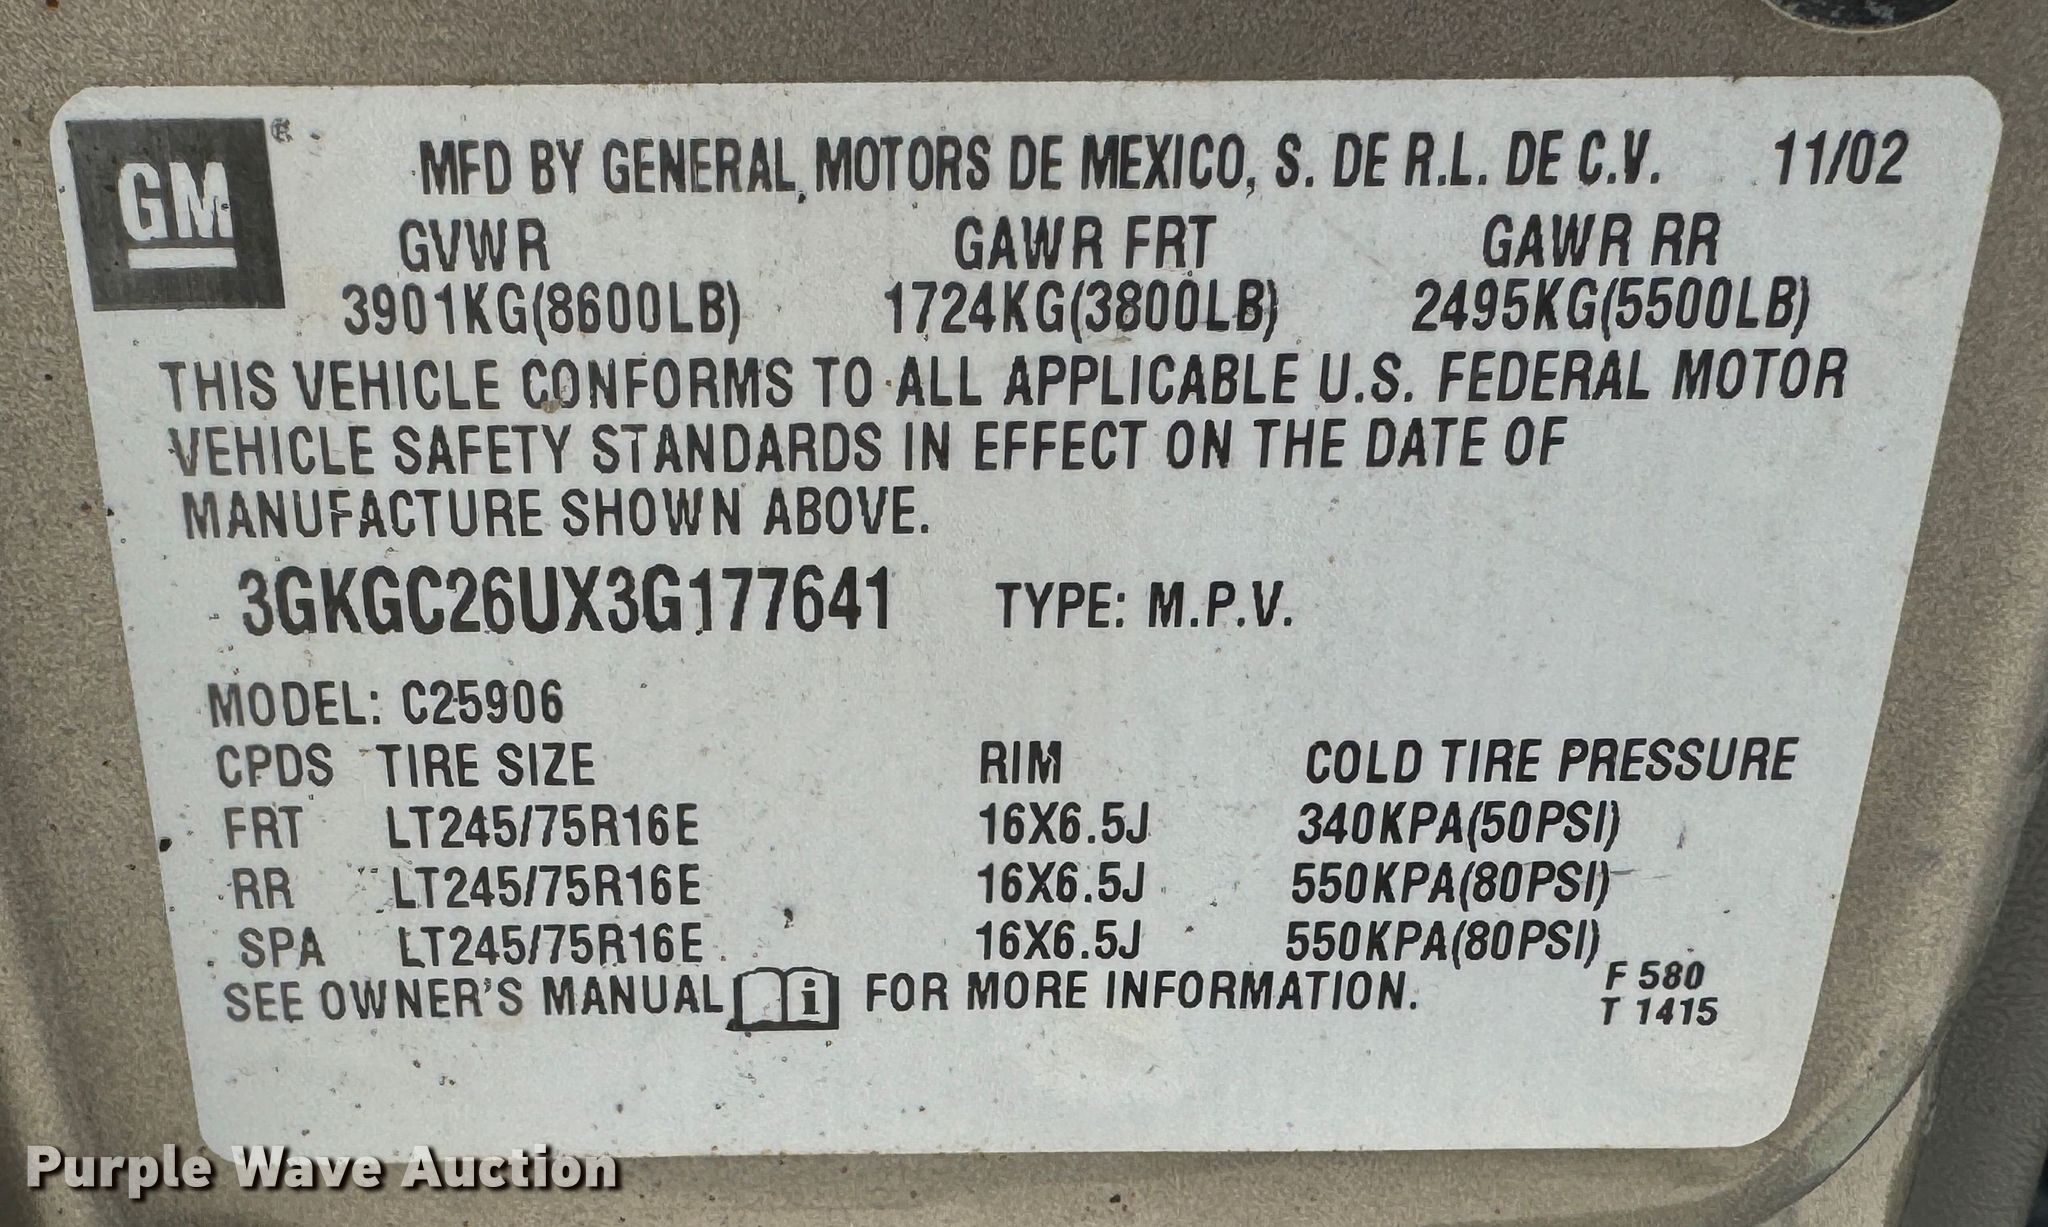 GM ®
MFD BY GENERAL MOTORS DE MEXICO, S. DE R.L. DE C.V. 11/02
GVWR GAWR FRT GAWR RR
3901KG(8600LB) 1724KG(3800LB) 2495KG(5500LB)
THIS VEHICLE CONFORMS TO ALL APPLICABLE U.S. FEDERAL MOTOR
VEHICLE SAFETY STANDARDS IN EFFECT ON THE DATE OF
MANUFACTURE SHOWN ABOVE.
3GKGC26UX3G177641 TYPE: M.P.V.
MODEL: C25906
CPDS TIRE SIZE RIM COLD TIRE PRESSURE
FRT LT245/75R16E 16X6.5J 340KPA(50PSI)
RR LT245/75R16E 16X6.5J 550KPA(80PSI)
SPA LT245/75R16E 16X6.5J 550KPA(80PSI)
SEE OWNER'S MANUAL i FOR MORE INFORMATION.
F 580
T 1415
Purple Wave Auction